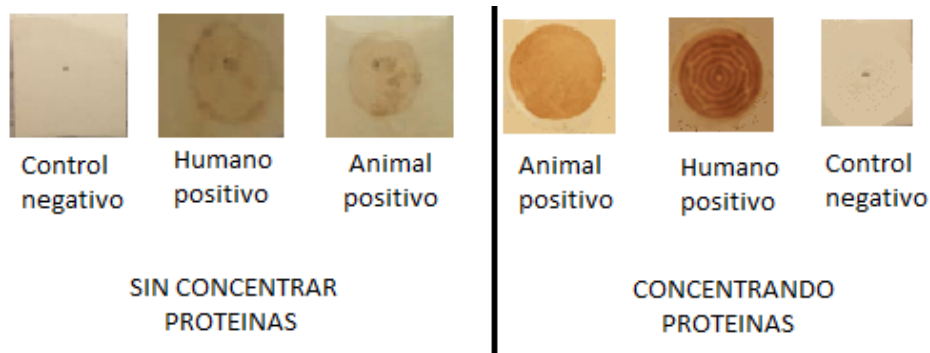 Control
negativo
Humano
positivo
Animal
positivo
SIN CONCENTRAR
PROTEINAS
Animal
positivo
Humano
positivo
Control
negativo
CONCENTRANDO
PROTEINAS